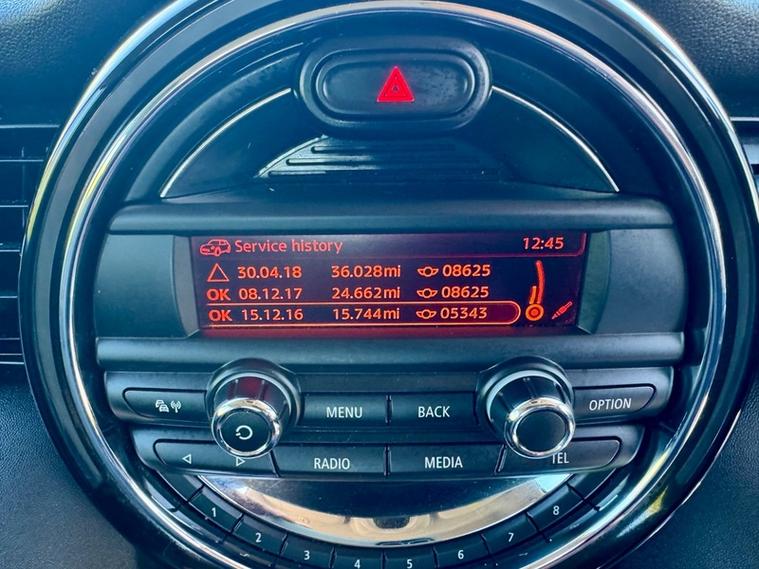 Service history 12:45
30.04.18 36.028mi 08625
OK 08.12.17 24.662mi 08625
OK 15.12.16 15.744mi 05343
MENU BACK OPTION
RADIO MEDIA TEL
1 2 3 4 5 6 7 8